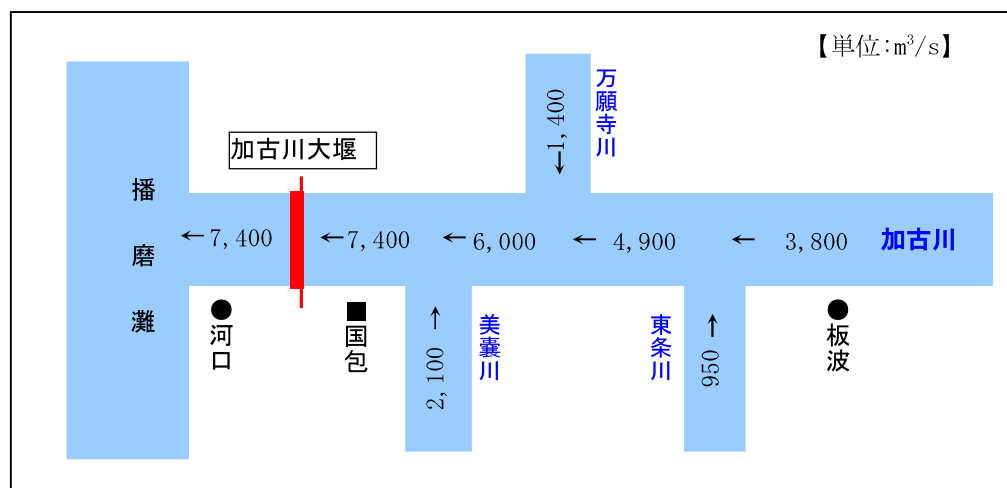 【単位:m³/s】
万願寺川
←1,400
加古川大堰
播磨灘
←7,400
←7,400
←6,000
←4,900
←3,800
加古川
●河口
■国包
2,100→
美嚢川
東条川
950→
●板波